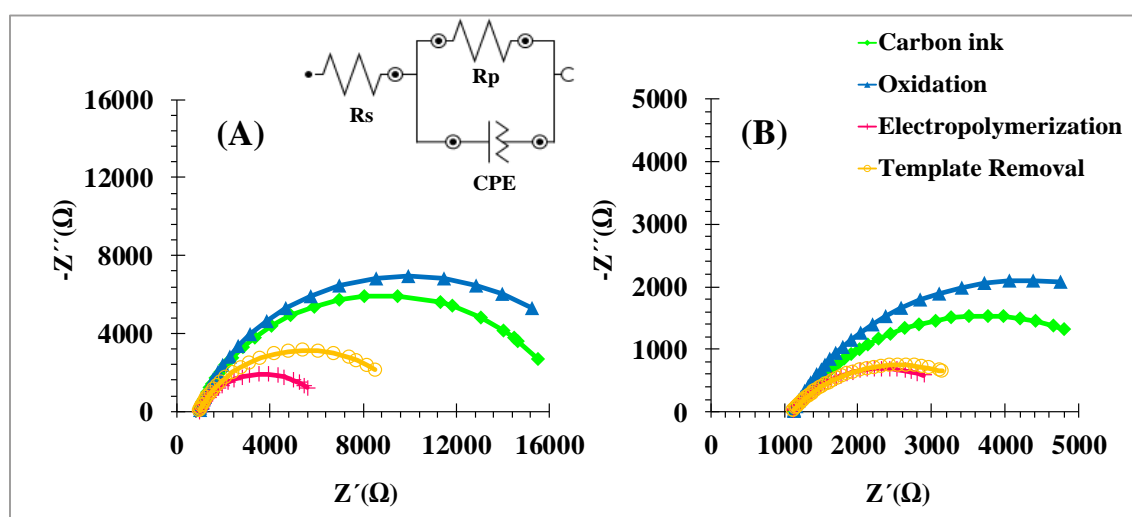 Rs
Rp
CPE
(A)
-Z´´(Ω)
16000
12000
8000
4000
0
0 4000 8000 12000 16000
Z´(Ω)
Carbon ink
Oxidation
Electropolymerization
Template Removal
(B)
-Z´´(Ω)
5000
4000
3000
2000
1000
0
0 1000 2000 3000 4000 5000
Z´(Ω)